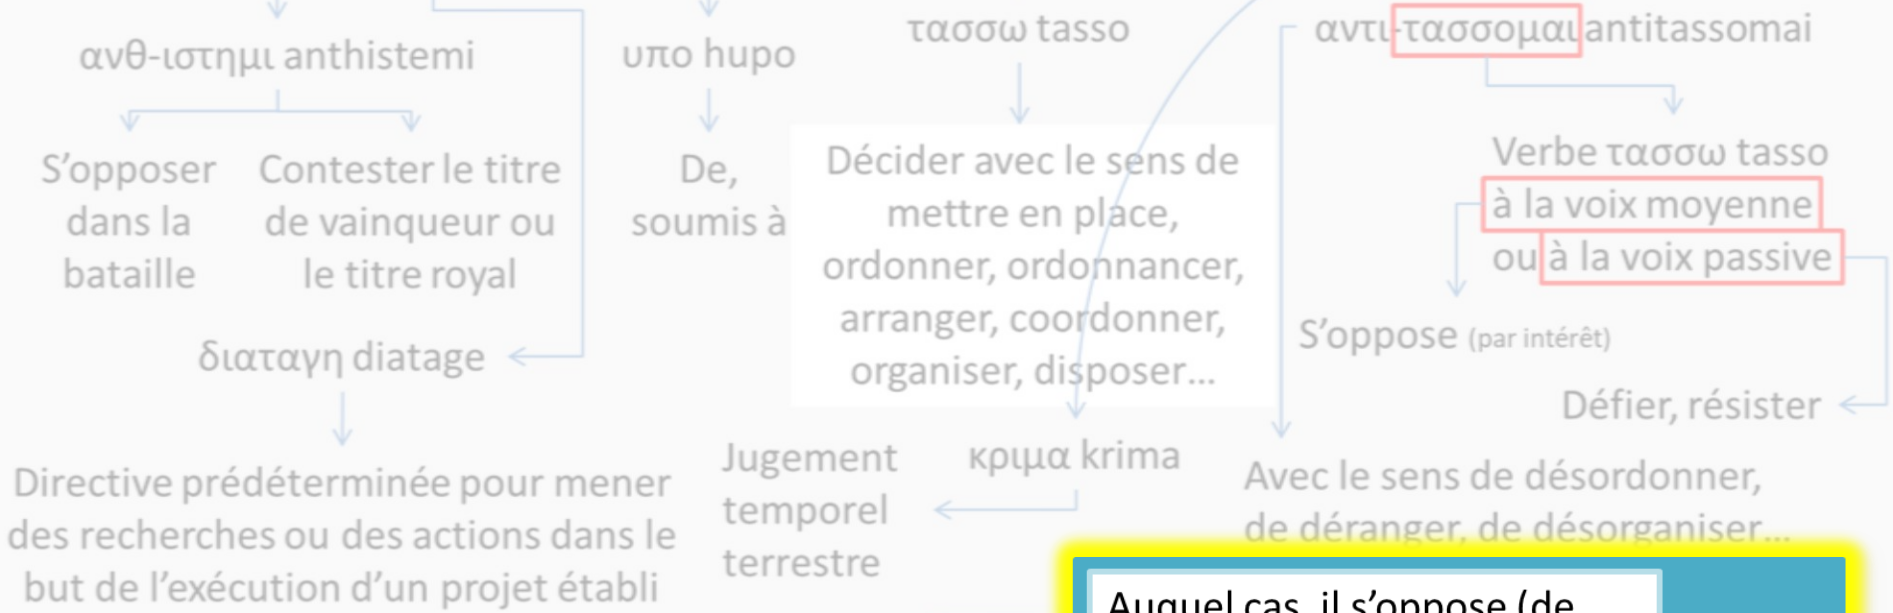 ανθ-ιστημι anthistemi
S’opposer
dans la
bataille
Contester le titre
de vainqueur ou
le titre royal
διαταγη diatage
Directive prédéterminée pour mener
des recherches ou des actions dans le
but de l’exécution d’un projet établi
υπο hupo
De,
soumis à
τασσω tasso
Décider avec le sens de
mettre en place,
ordonner, ordonnancer,
arranger, coordonner,
organiser, disposer…
κριμα krima
Jugement
temporel
terrestre
αντι-τασσομαι antitassomai
Verbe τασσω tasso
à la voix moyenne
ou à la voix passive
S’oppose (par intérêt)
Défier, résister
Avec le sens de désordonner,
de déranger, de désorganiser…
Auquel cas, il s’oppose (de